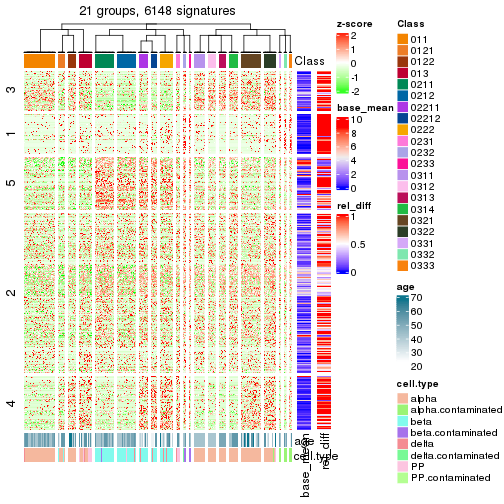 21 groups, 6148 signatures
Class
3
1
5
2
4
age
cell.type
base_mean
rel_diff
z-score
2
1
0
-1
-2
base_mean
10
8
6
4
2
0
rel_diff
1
0.5
0
Class
011
0121
0122
013
0211
0212
02211
02212
0222
0231
0232
0233
0311
0312
0313
0314
0321
0322
0331
0332
0333
age
70
60
50
40
30
20
cell.type
alpha
alpha.contaminated
beta
beta.contaminated
delta
delta.contaminated
PP
PP.contaminated